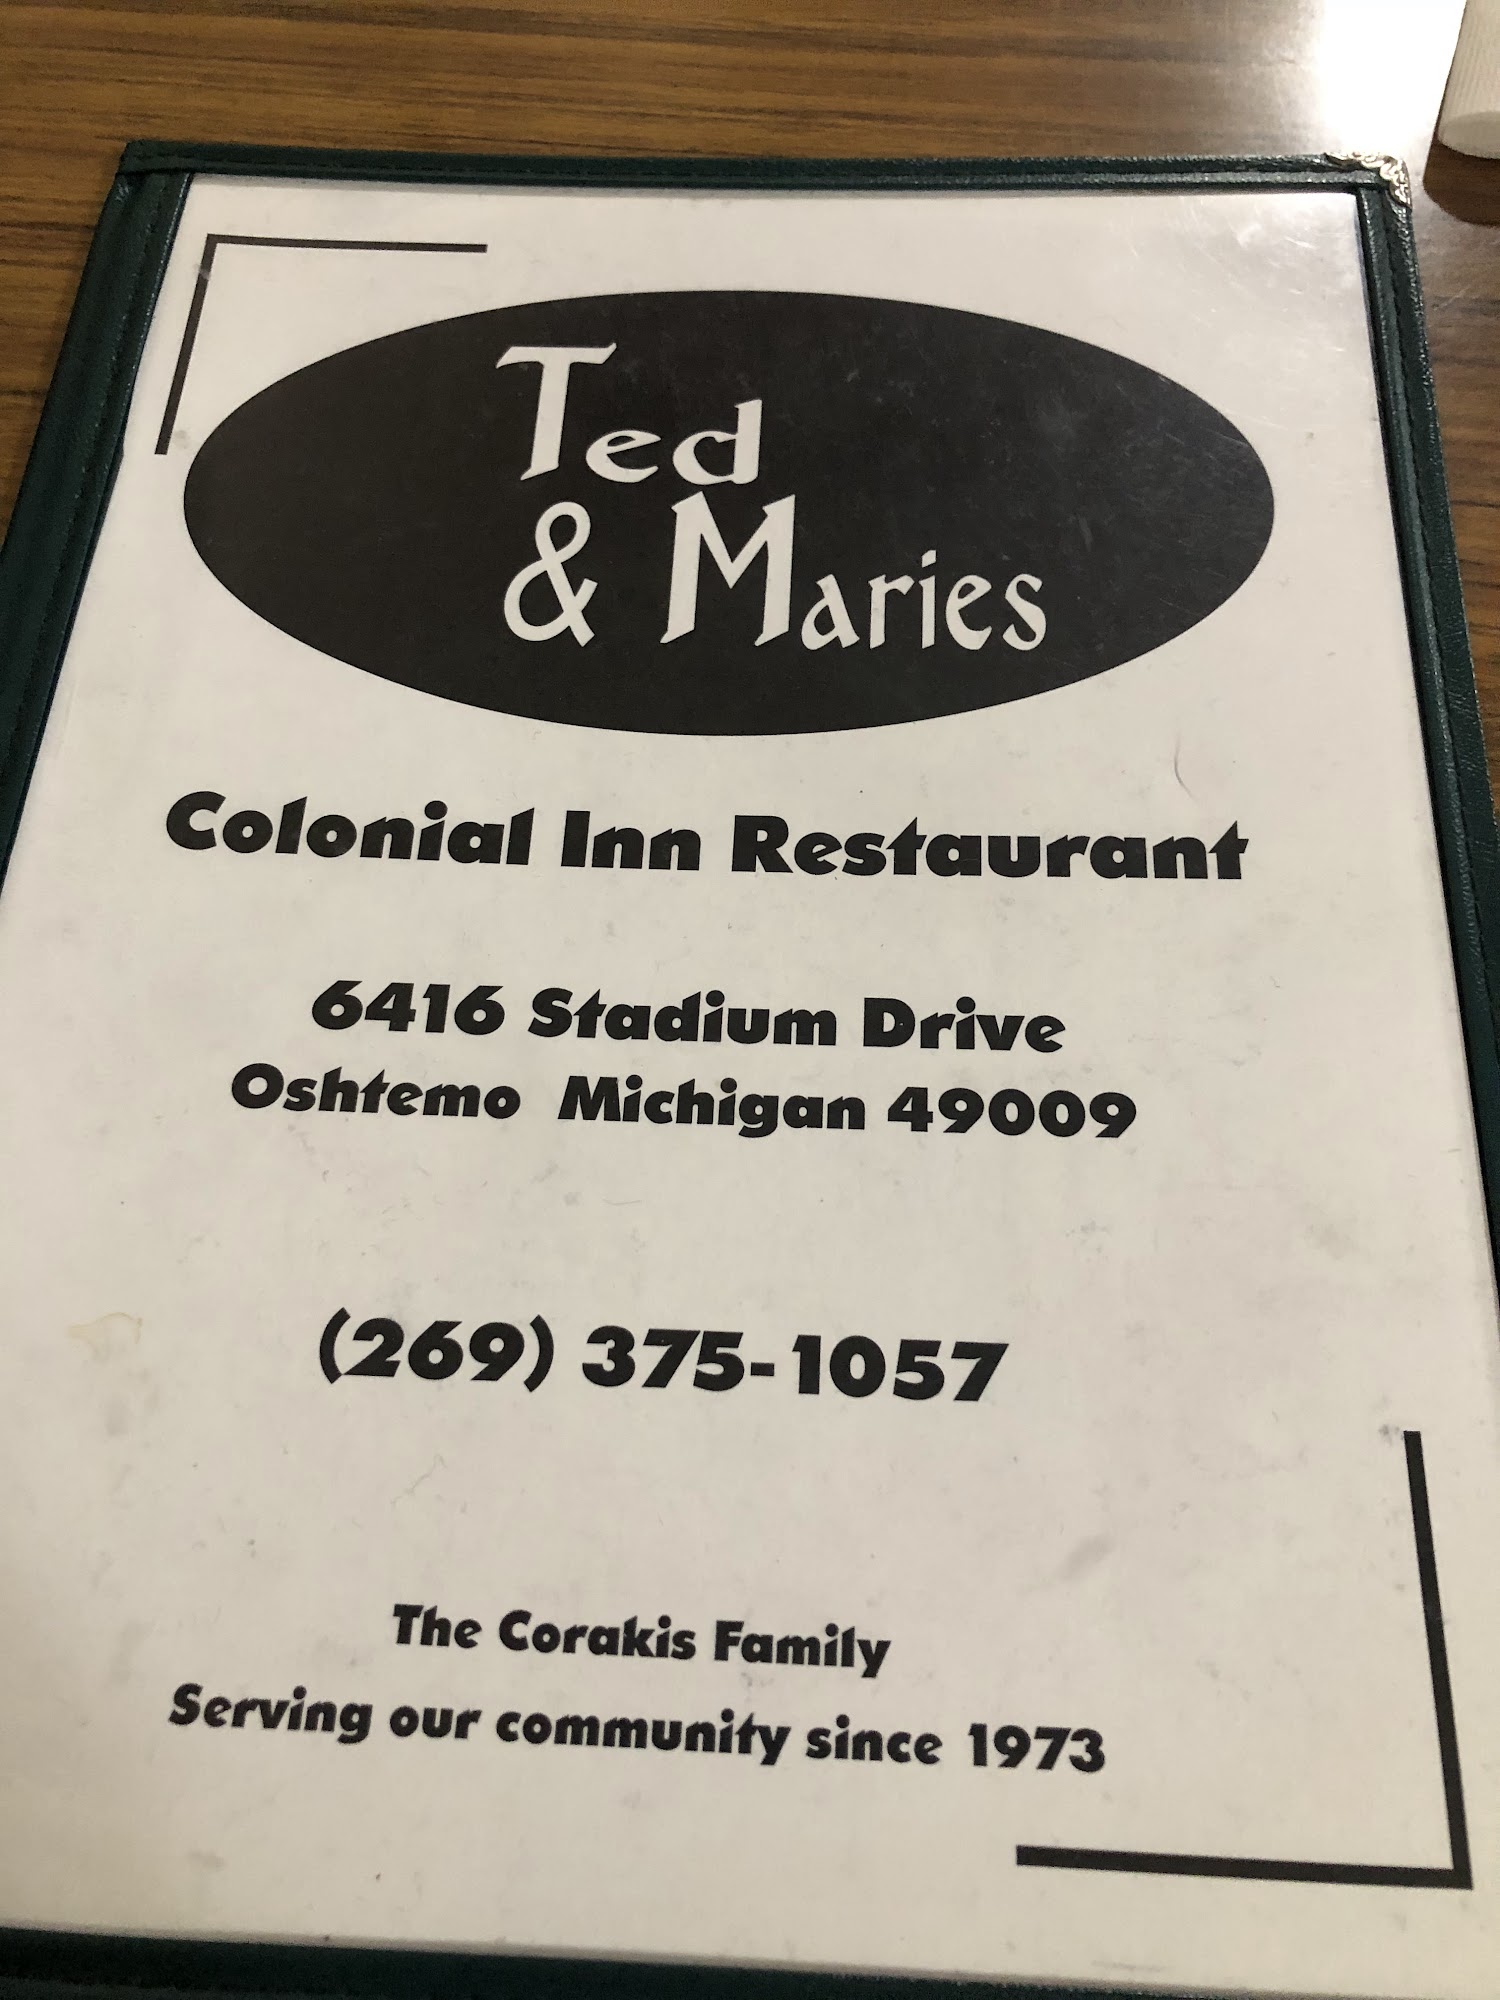 Ted
& Maries
Colonial Inn Restaurant
6416 Stadium Drive
Oshtemo Michigan 49009
(269) 375-1057
The Corakis Family
Serving our community since 1973